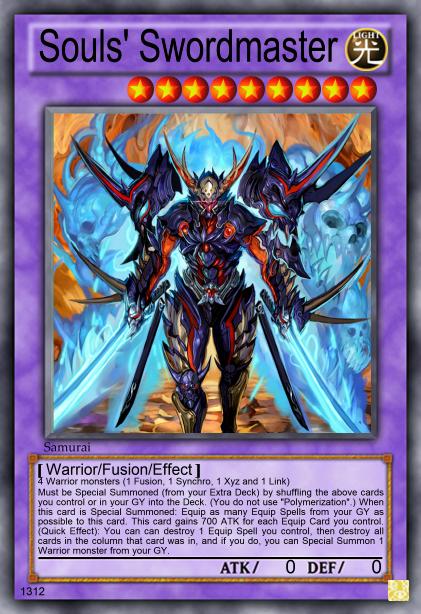 Souls' Swordmaster
LIGHT
光
Samurai
[ Warrior/Fusion/Effect ]
4 Warrior monsters (1 Fusion, 1 Synchro, 1 Xyz and 1 Link)
Must be Special Summoned (from your Extra Deck) by shuffling the above cards
you control or in your GY into the Deck. (You do not use "Polymerization".) When
this card is Special Summoned: Equip as many Equip Spells from your GY as
possible to this card. This card gains 700 ATK for each Equip Card you control.
(Quick Effect): You can can destroy 1 Equip Spell you control, then destroy all
cards in the column that card was in, and if you do, you can Special Summon 1
Warrior monster from your GY.
ATK/ 0 DEF/ 0
1312